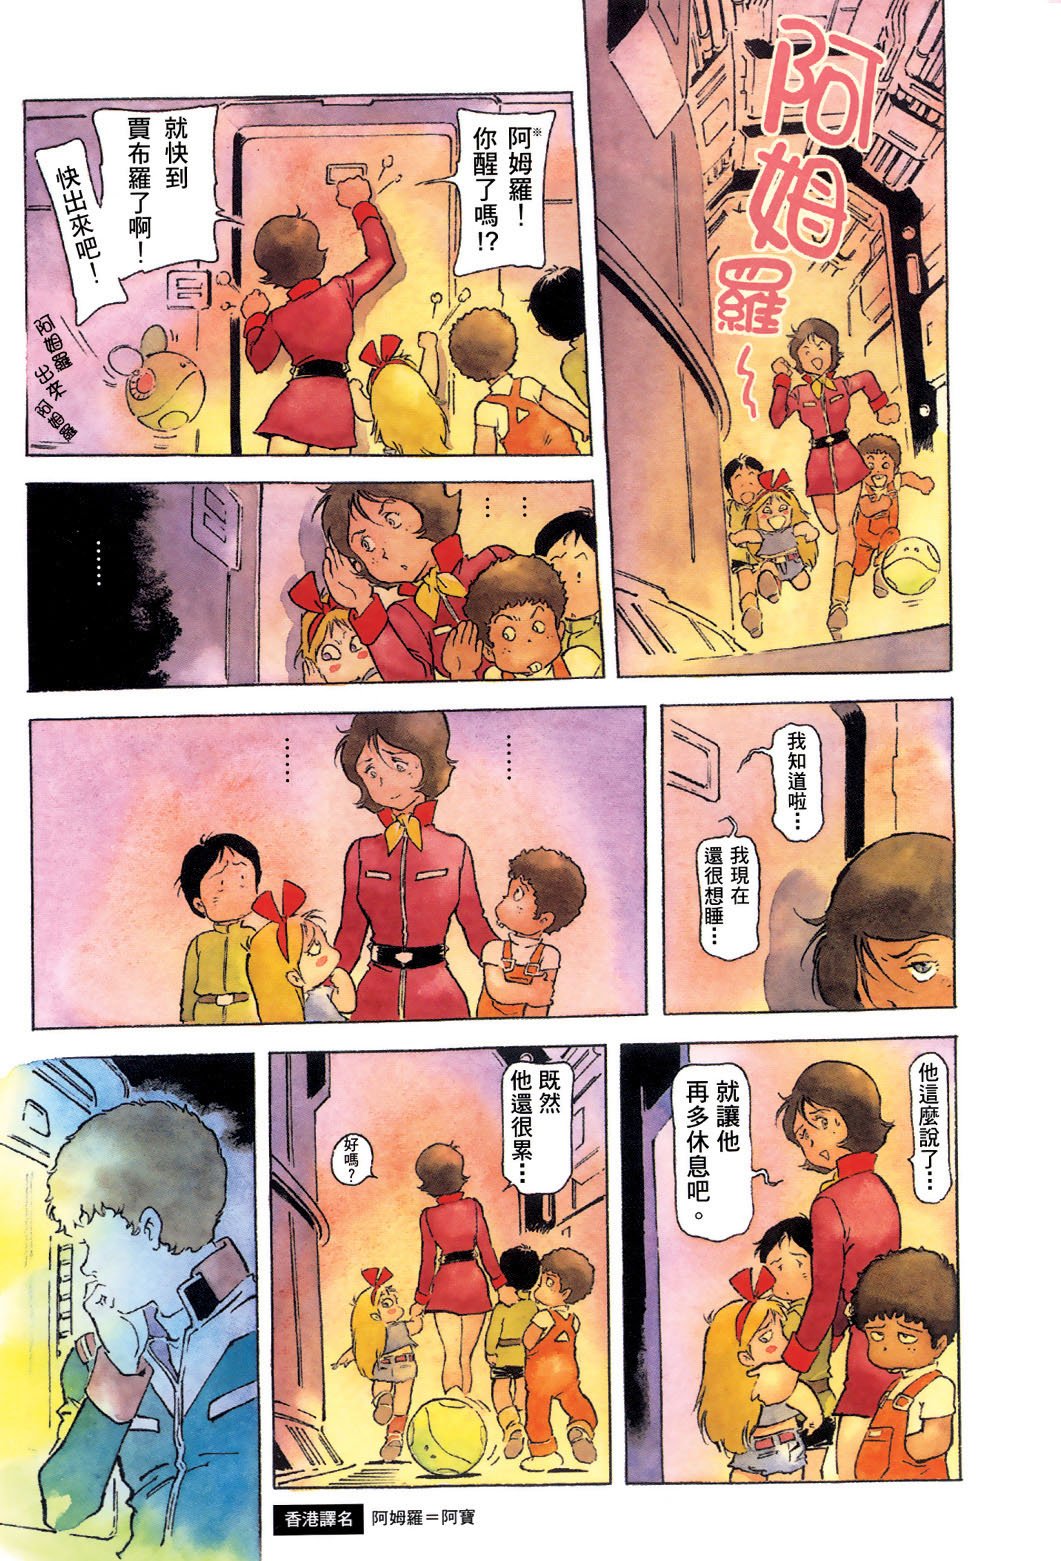 阿姆羅～
※
阿姆羅！
你醒了嗎!?
就快到
賈布羅了啊！
快出來吧！
阿姆羅 出來 阿姆羅
……
……
……
我知道啦…
我現在
還很想睡…
……
……
他這麼說了…
就讓他
再多休息吧。
既然
他還很累…
好嗎？
香港譯名 阿姆羅＝阿寶